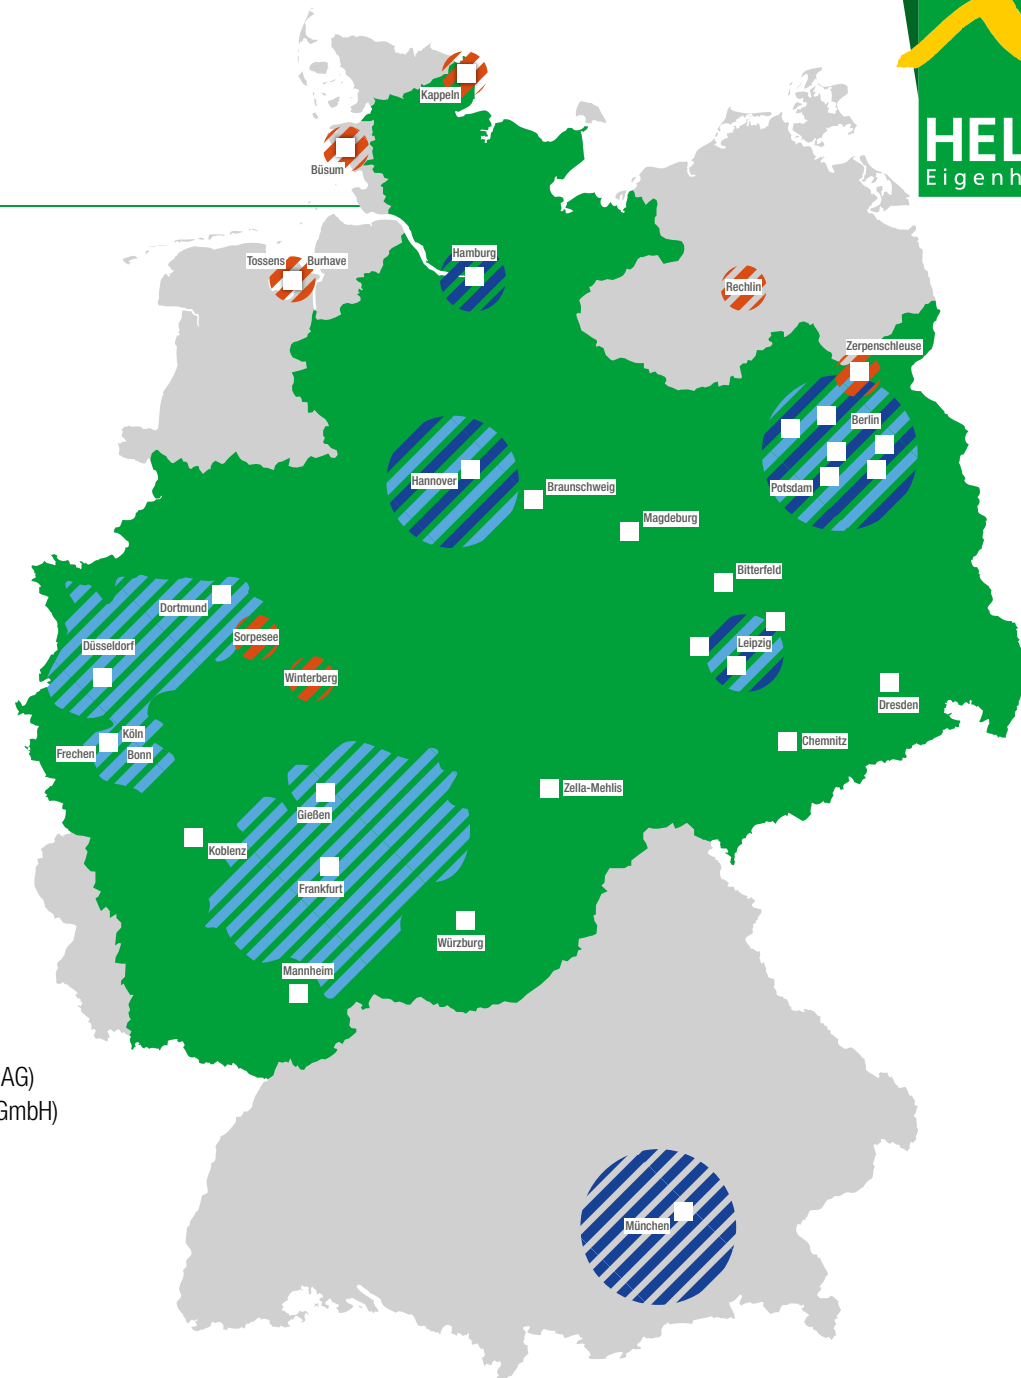 Kappeln
HEL
Eigenh
Büsum
Hamburg
Tossens
Burhave
Rechlin
Zerpenschleuse
Berlin
Hannover
Potsdam
Braunschweig
Magdeburg
Bitterfeld
Dortmund
Sorpesee
Düsseldorf
Leipzig
Winterberg
Dresden
Köln
Chemnitz
Frechen
Bonn
Zella-Mehlis
Gießen
Koblenz
Frankfurt
Würzburg
Mannheim
AG)
GmbH)
München